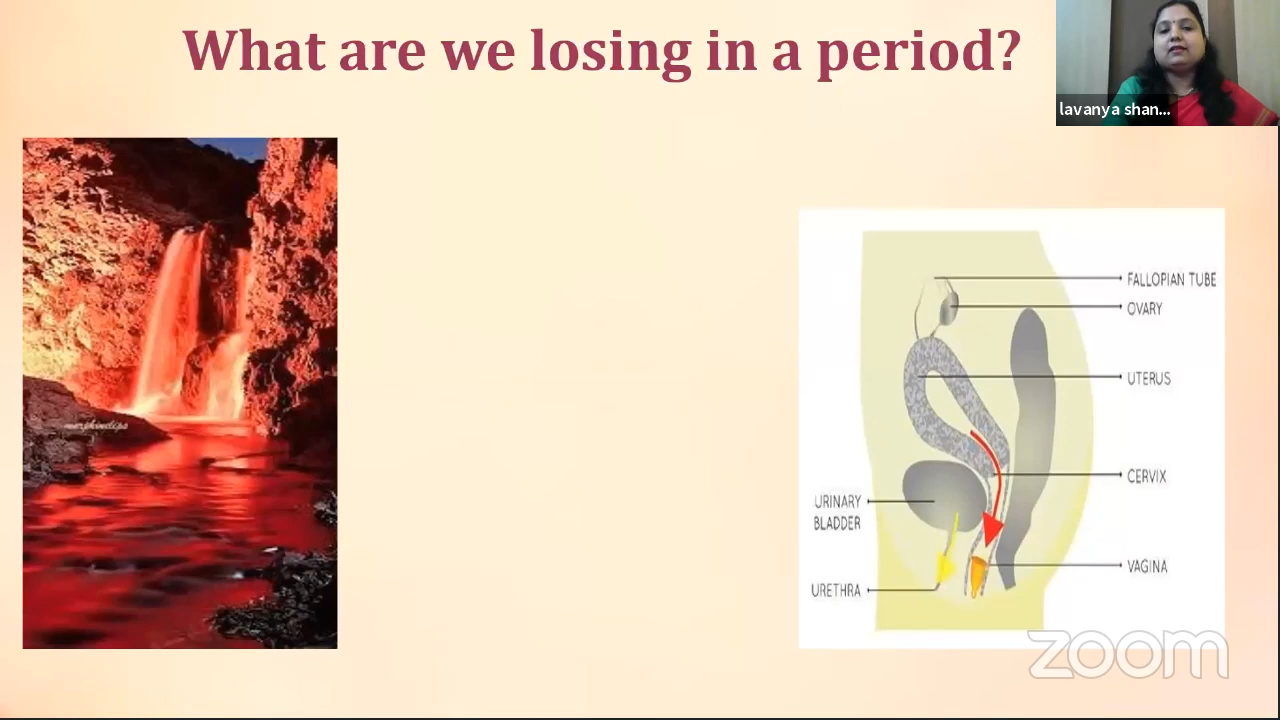 What are we losing in a period?
lavanya shan...
FALLOPIAN TUBE
OVARY
UTERUS
CERVIX
URINARY
BLADDER
VAGINA
URETHRA
zoom